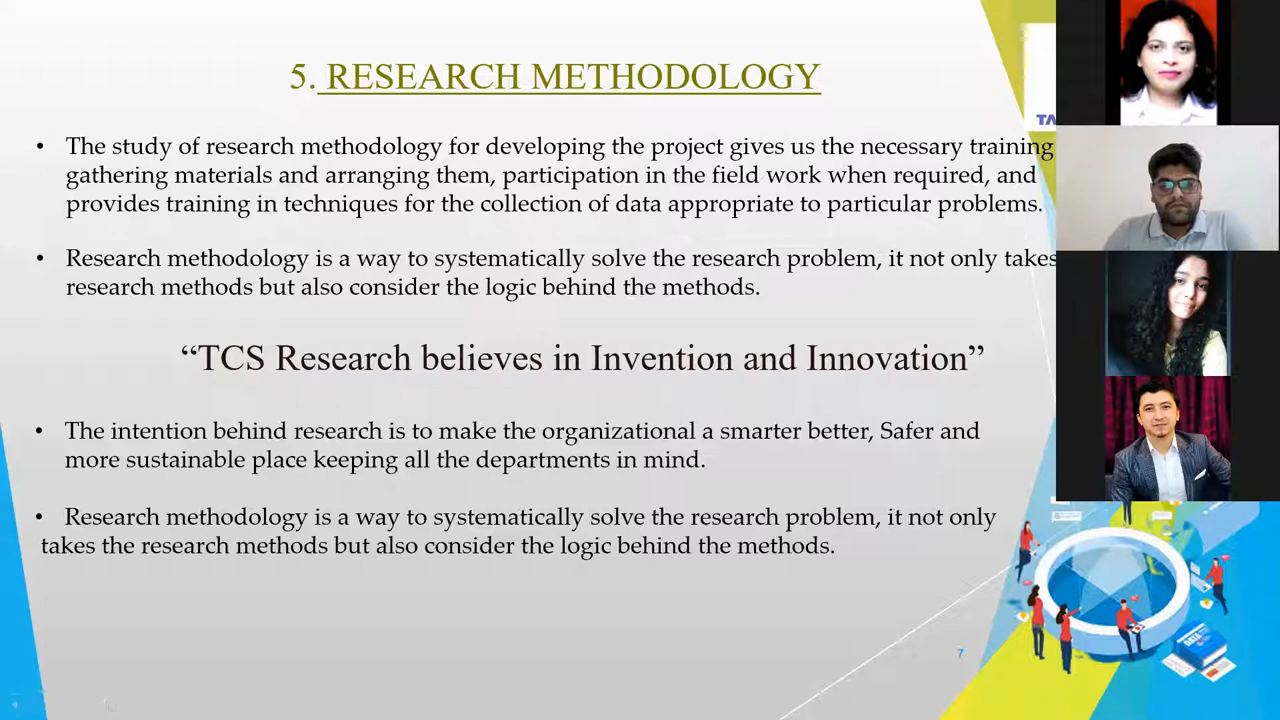 5. RESEARCH METHODOLOGY
TA
• The study of research methodology for developing the project gives us the necessary training
gathering materials and arranging them, participation in the field work when required, and
provides training in techniques for the collection of data appropriate to particular problems.
• Research methodology is a way to systematically solve the research problem, it not only takes
research methods but also consider the logic behind the methods.
“TCS Research believes in Invention and Innovation”
• The intention behind research is to make the organizational a smarter better, Safer and
more sustainable place keeping all the departments in mind.
• Research methodology is a way to systematically solve the research problem, it not only
takes the research methods but also consider the logic behind the methods.
7